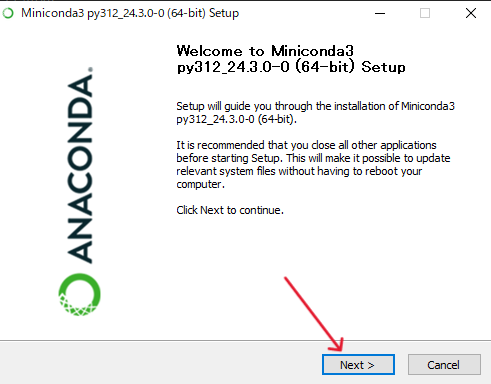 Miniconda3 py312_24.3.0-0 (64-bit) Setup
Welcome to Miniconda3
py312_24.3.0-0 (64-bit) Setup
ANACONDA.
Setup will guide you through the installation of Miniconda3
py312_24.3.0-0 (64-bit).
It is recommended that you close all other applications
before starting Setup. This will make it possible to update
relevant system files without having to reboot your
computer.
Click Next to continue.
Next >
Cancel